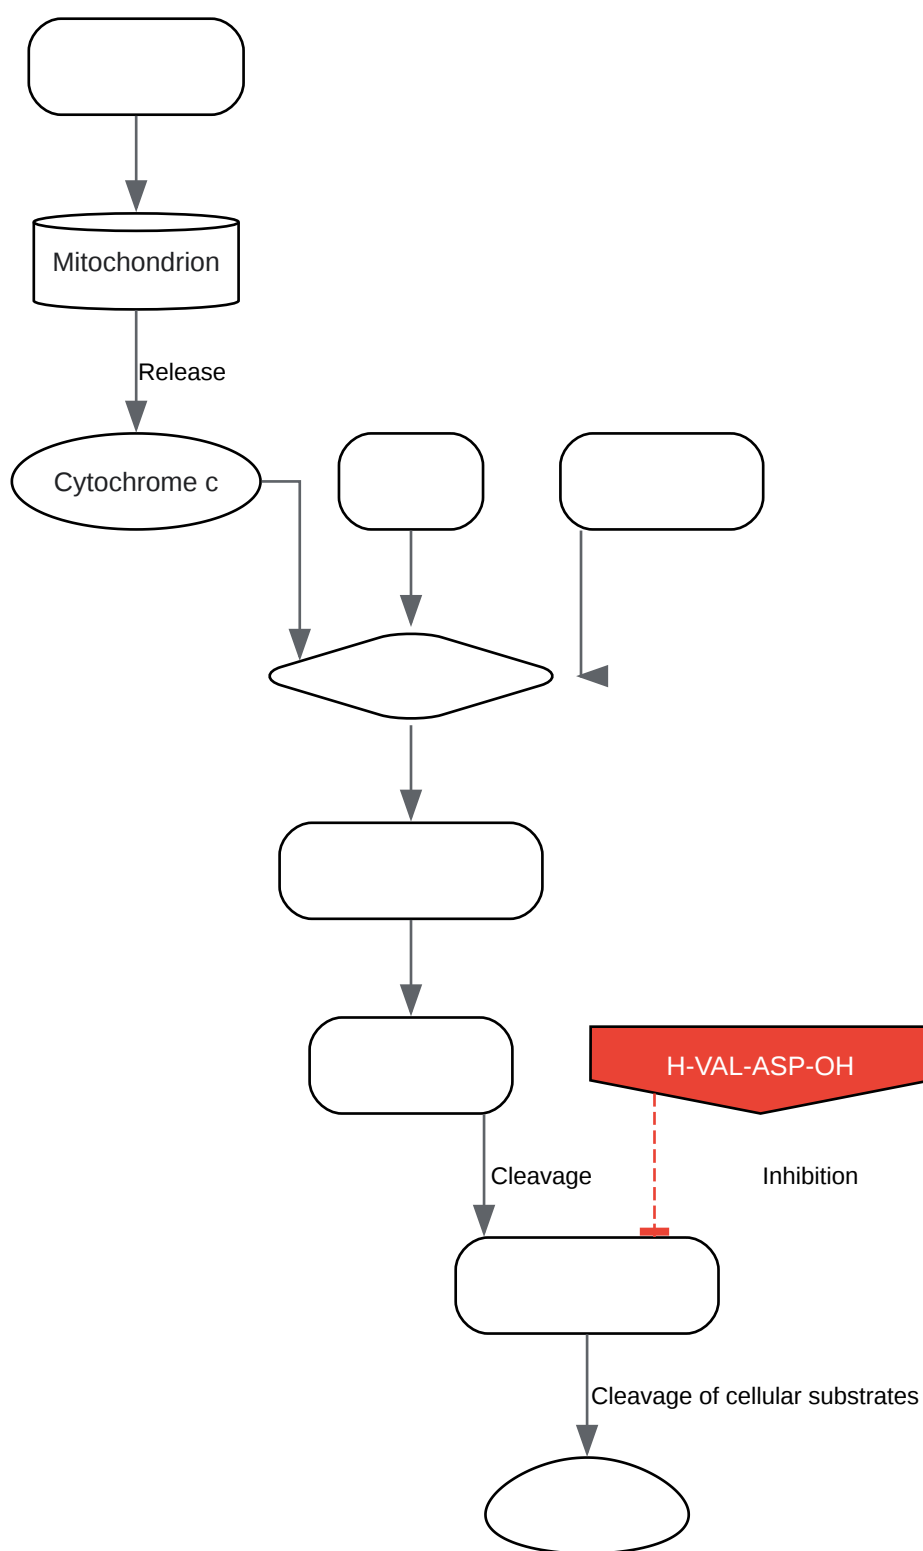 Mitochondrion
Release
Cytochrome c
H-VAL-ASP-OH
Cleavage
Inhibition
Cleavage of cellular substrates